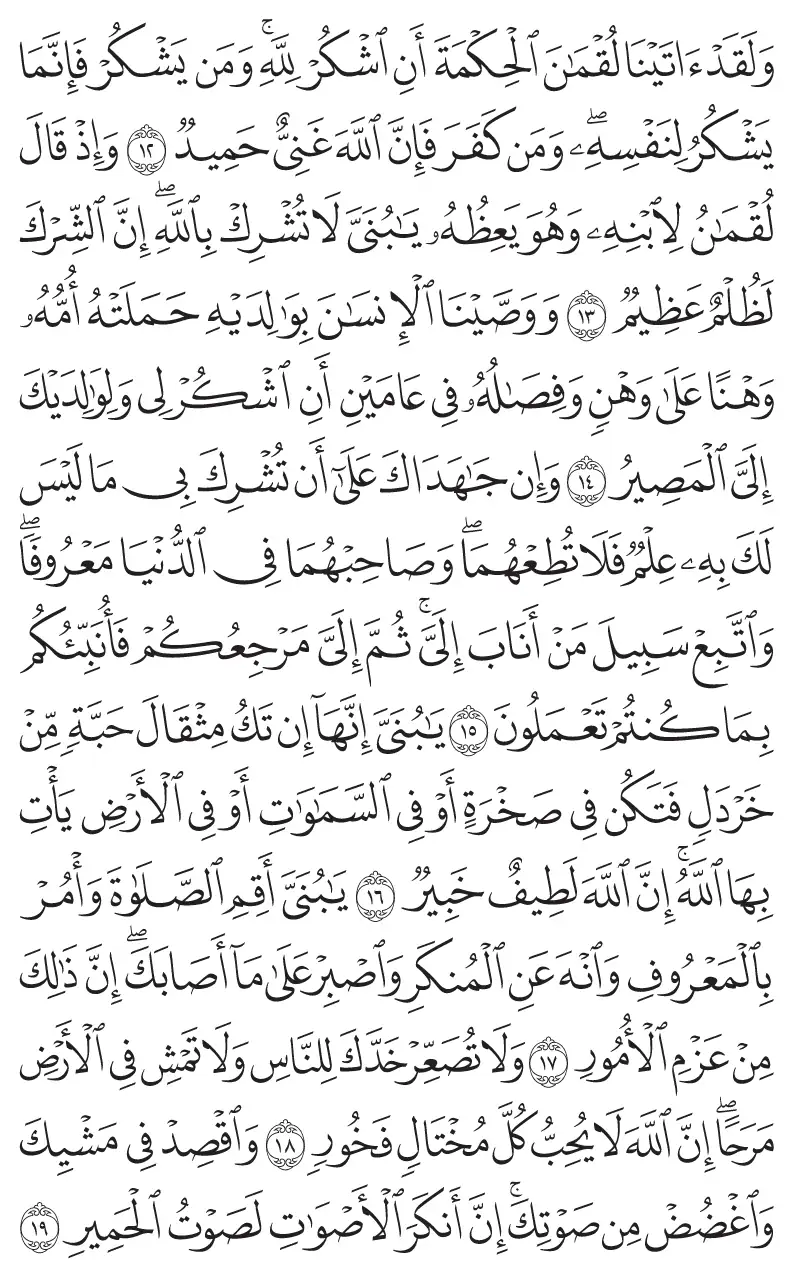 وَلَقَدْ ءَاتَيْنَا لُقْمَـٰنَ ٱلْحِكْمَةَ أَنِ ٱشْكُرْ لِلَّهِ ۚ وَمَن يَشْكُرْ فَإِنَّمَا
يَشْكُرُ لِنَفْسِهِۦ ۖ وَمَن كَفَرَ فَإِنَّ ٱللَّهَ غَنِىٌّ حَمِيدٌ ١٢ وَإِذْ قَالَ
لُقْمَـٰنُ لِٱبْنِهِۦ وَهُوَ يَعِظُهُۥ يَـٰبُنَىَّ لَا تُشْرِكْ بِٱللَّهِ ۖ إِنَّ ٱلشِّرْكَ
لَظُلْمٌ عَظِيمٌ ١٣ وَوَصَّيْنَا ٱلْإِنسَـٰنَ بِوَٰلِدَيْهِ حَمَلَتْهُ أُمُّهُۥ
وَهْنًا عَلَىٰ وَهْنٍ وَفِصَـٰلُهُۥ فِى عَامَيْنِ أَنِ ٱشْكُرْ لِى وَلِوَٰلِدَيْكَ
إِلَىَّ ٱلْمَصِيرُ ١٤ وَإِن جَـٰهَدَاكَ عَلَىٰٓ أَن تُشْرِكَ بِى مَا لَيْسَ
لَكَ بِهِۦ عِلْمٌ فَلَا تُطِعْهُمَا ۖ وَصَاحِبْهُمَا فِى ٱلدُّنْيَا مَعْرُوفًا ۖ
وَٱتَّبِعْ سَبِيلَ مَنْ أَنَابَ إِلَىَّ ۚ ثُمَّ إِلَىَّ مَرْجِعُكُمْ فَأُنَبِّئُكُم
بِمَا كُنتُمْ تَعْمَلُونَ ١٥ يَـٰبُنَىَّ إِنَّهَآ إِن تَكُ مِثْقَالَ حَبَّةٍ مِّنْ
خَرْدَلٍ فَتَكُن فِى صَخْرَةٍ أَوْ فِى ٱلسَّمَـٰوَٰتِ أَوْ فِى ٱلْأَرْضِ يَأْتِ
بِهَا ٱللَّهُ ۚ إِنَّ ٱللَّهَ لَطِيفٌ خَبِيرٌ ١٦ يَـٰبُنَىَّ أَقِمِ ٱلصَّلَوٰةَ وَأْمُرْ
بِٱلْمَعْرُوفِ وَٱنْهَ عَنِ ٱلْمُنكَرِ وَٱصْبِرْ عَلَىٰ مَآ أَصَابَكَ ۖ إِنَّ ذَٰلِكَ
مِنْ عَزْمِ ٱلْأُمُورِ ١٧ وَلَا تُصَعِّرْ خَدَّكَ لِلنَّاسِ وَلَا تَمْشِ فِى ٱلْأَرْضِ
مَرَحًا ۖ إِنَّ ٱللَّهَ لَا يُحِبُّ كُلَّ مُخْتَالٍ فَخُورٍ ١٨ وَٱقْصِدْ فِى مَشْيِكَ
وَٱغْضُضْ مِن صَوْتِكَ ۚ إِنَّ أَنكَرَ ٱلْأَصْوَٰتِ لَصَوْتُ ٱلْحَمِيرِ ١٩